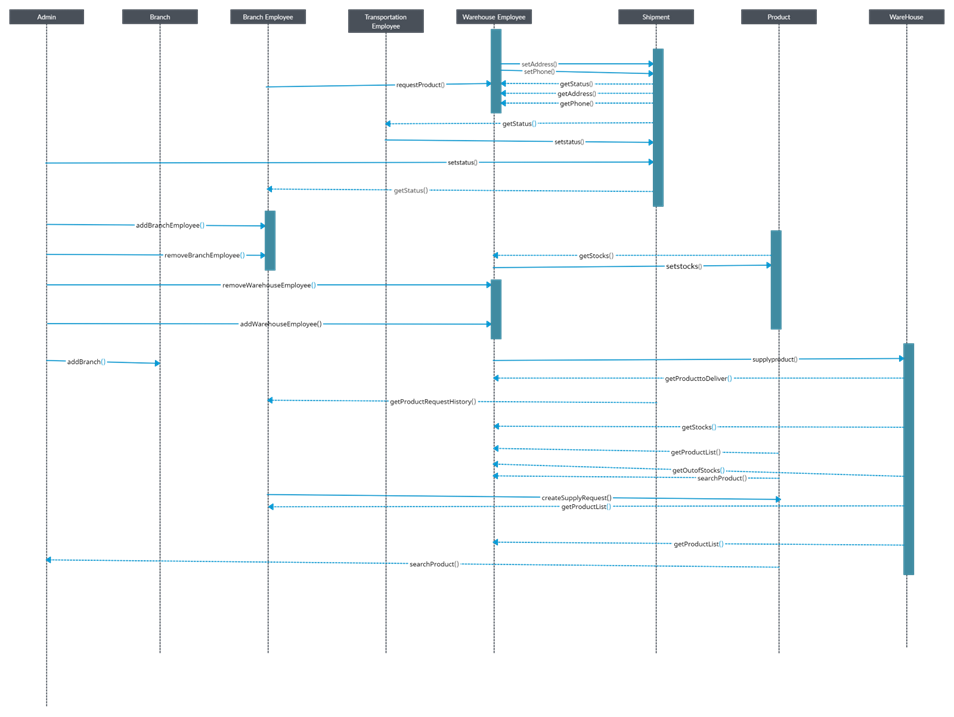 Admin
Branch
Branch Employee
Transportation
Employee
Warehouse Employee
Shipment
Product
WareHouse
setAddress()
setPhone()
requestProduct()
getStatus()
getAddress()
getPhone()
getStatus()
setstatus()
setstatus()
getStatus()
addBranchEmployee()
removeBranchEmployee()
getStocks()
setstocks()
removeWarehouseEmployee()
addWarehouseEmployee()
addBranch()
supplyproduct()
getProducttoDeliver()
getProductRequestHistory()
getStocks()
getProductList()
getOutofStocks()
searchProduct()
createSupplyRequest()
getProductList()
getProductList()
searchProduct()